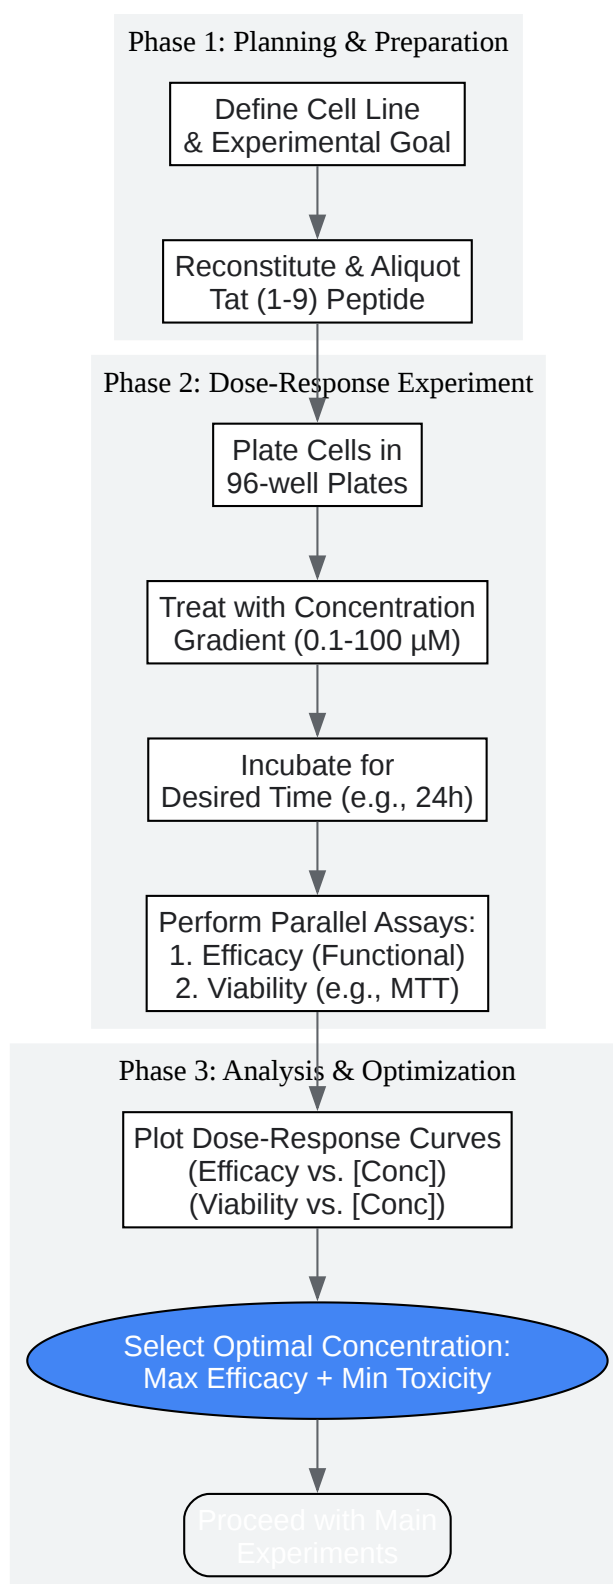 Phase 1: Planning & Preparation
Define Cell Line
& Experimental Goal
Reconstitute & Aliquot
Tat (1-9) Peptide
Phase 2: Dose-Response Experiment
Plate Cells in
96-well Plates
Treat with Concentration
Gradient (0.1-100 µM)
Incubate for
Desired Time (e.g., 24h)
Perform Parallel Assays:
1. Efficacy (Functional)
2. Viability (e.g., MTT)
Phase 3: Analysis & Optimization
Plot Dose-Response Curves
(Efficacy vs. [Conc])
(Viability vs. [Conc])
Select Optimal Concentration:
Max Efficacy + Min Toxicity
Proceed with Main
Experiments